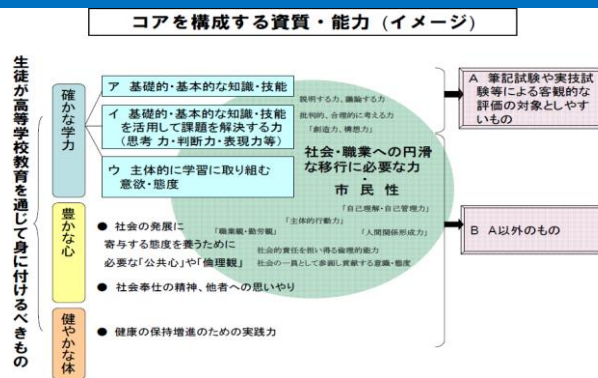 コアを構成する資質・能力 (イメージ)
生徒が高等学校教育を通じて身に付けるべきもの
確かな学力
ア 基礎的・基本的な知識・技能
イ 基礎的・基本的な知識・技能
を活用して課題を解決する力
(思考 力・判断力・表現力等)
ウ 主体的に学習に取り組む
意欲・態度
説明する力、議論する力
批判的、合理的に考える力
「創造力、構想力」
社会・職業への円滑
な移行に必要な力
・
市 民 性
「自己理解・自己管理力」
「主体的行動力」
「職業観・勤労観」
「人間関係形成力」
社会的責任を担い得る倫理的能力
社会の一員として参画し貢献する意識・態度
豊かな心
● 社会の発展に
寄与する態度を養うために
必要な「公共心」や「倫理観」
● 社会奉仕の精神、他者への思いやり
健やかな体
● 健康の保持増進のための実践力
A 筆記試験や実技試
験等による客観的な
評価の対象としやす
いもの
B A以外のもの